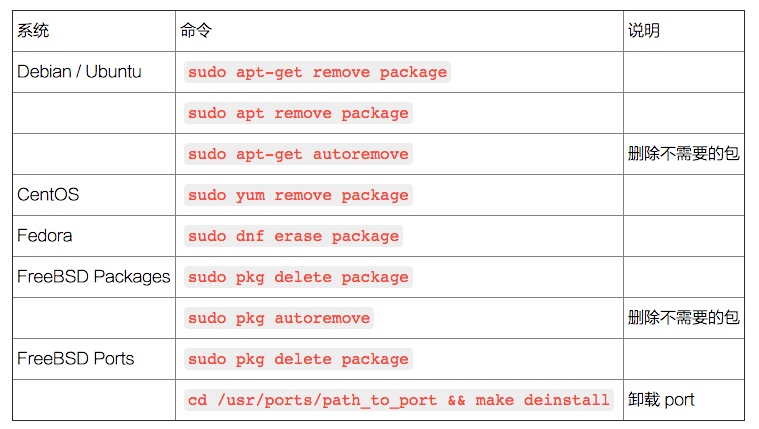 系统 命令 说明
Debian / Ubuntu sudo apt-get remove package
sudo apt remove package
sudo apt-get autoremove 删除不需要的包
CentOS sudo yum remove package
Fedora sudo dnf erase package
FreeBSD Packages sudo pkg delete package
sudo pkg autoremove 删除不需要的包
FreeBSD Ports sudo pkg delete package
cd /usr/ports/path_to_port && make deinstall 卸载 port